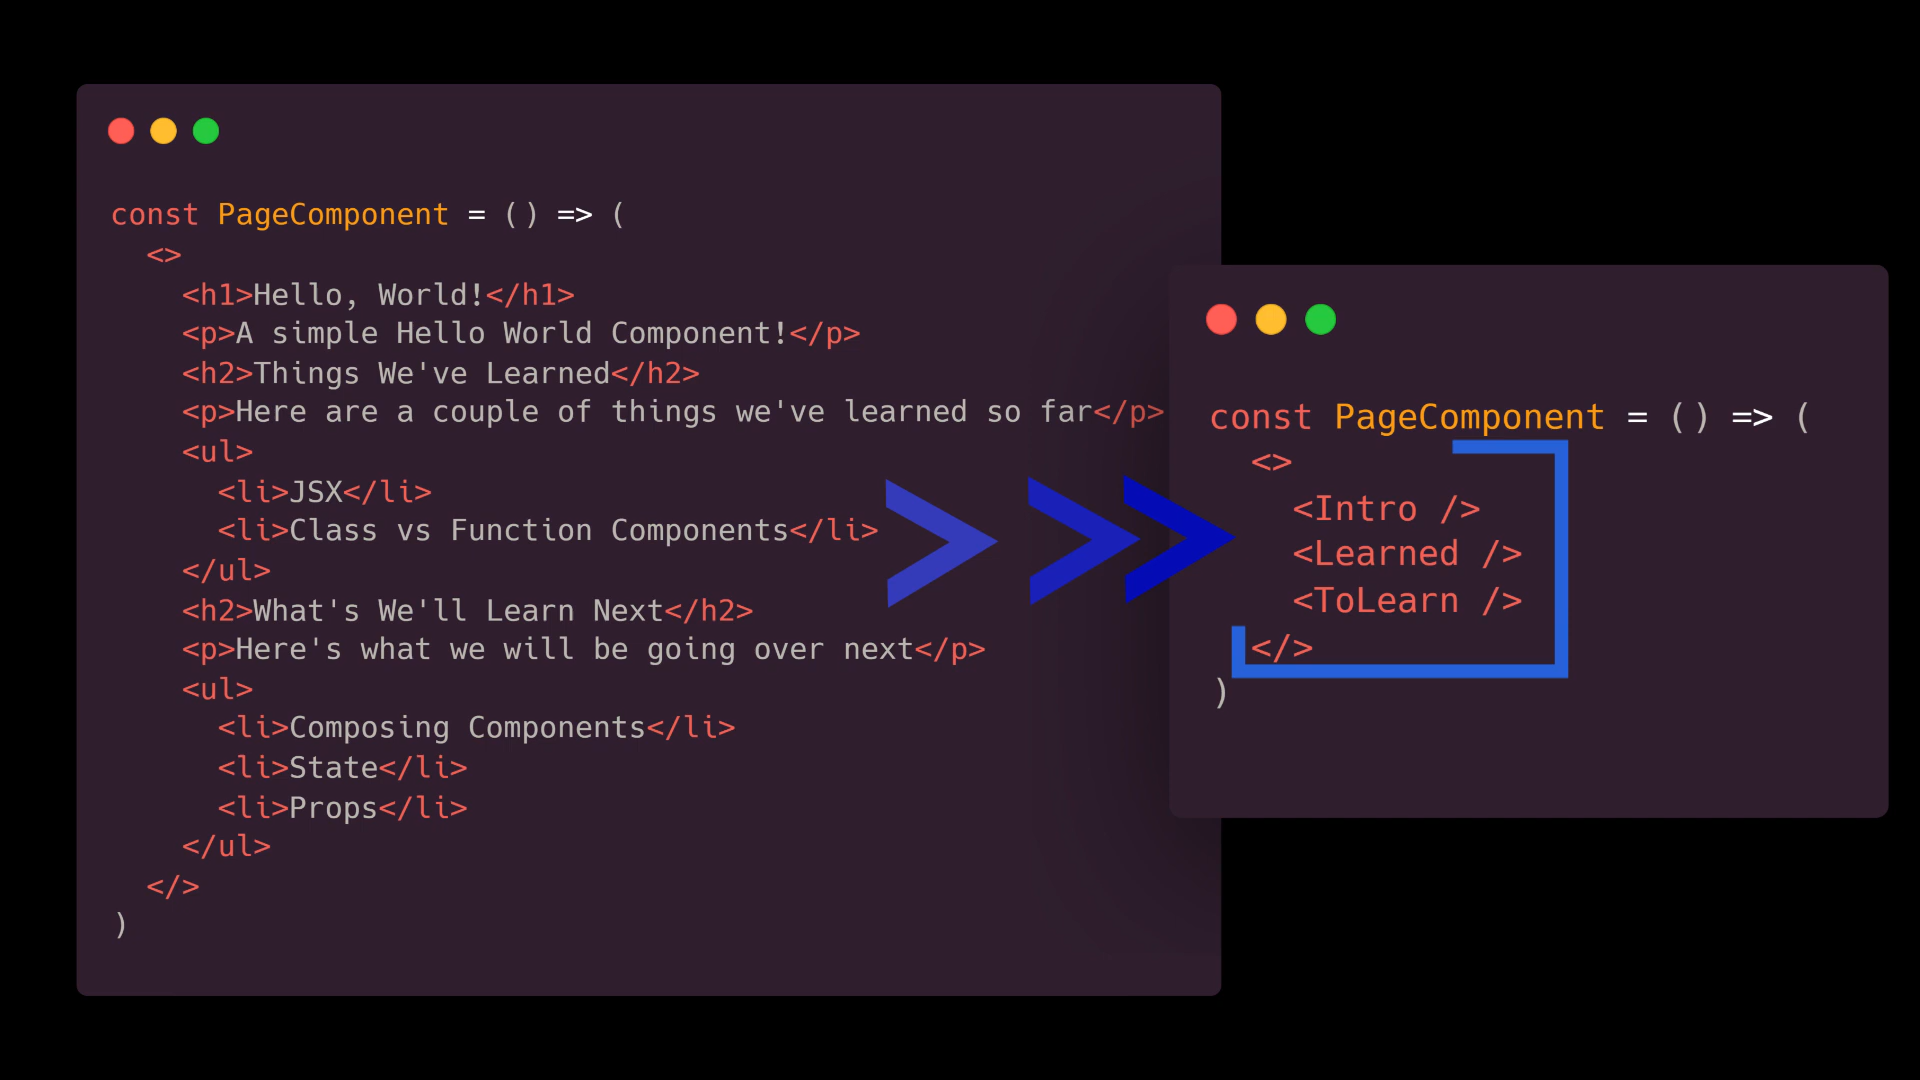 const PageComponent = () => (
<>
<h1>Hello, World!</h1>
<p>A simple Hello World Component!</p>
<h2>Things We've Learned</h2>
<p>Here are a couple of things we've learned so far</p>
<ul>
<li>JSX</li>
<li>Class vs Function Components</li>
</ul>
<h2>What's We'll Learn Next</h2>
<p>Here's what we will be going over next</p>
<ul>
<li>Composing Components</li>
<li>State</li>
<li>Props</li>
</ul>
</>
)
const PageComponent = () => (
<>
<Intro />
<Learned />
<ToLearn />
</>
)